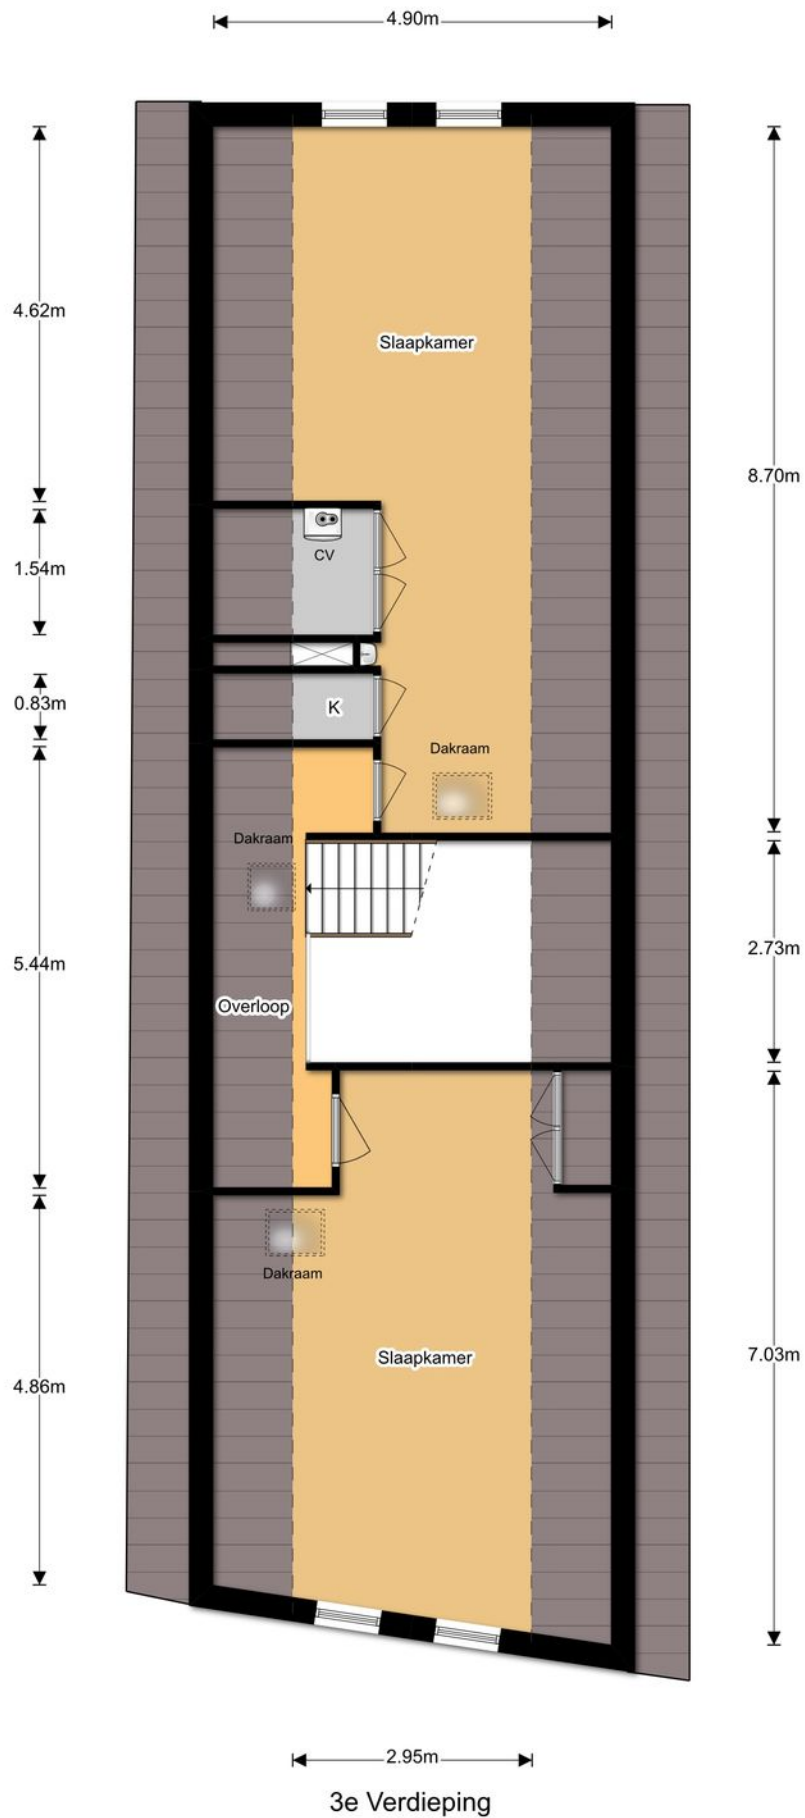 4.90m
4.62m
Slaapkamer
8.70m
CV
1.54m
0.83m
K
Dakraam
Dakraam
2.73m
5.44m
Overloop
Dakraam
Slaapkamer
7.03m
4.86m
2.95m
3e Verdieping